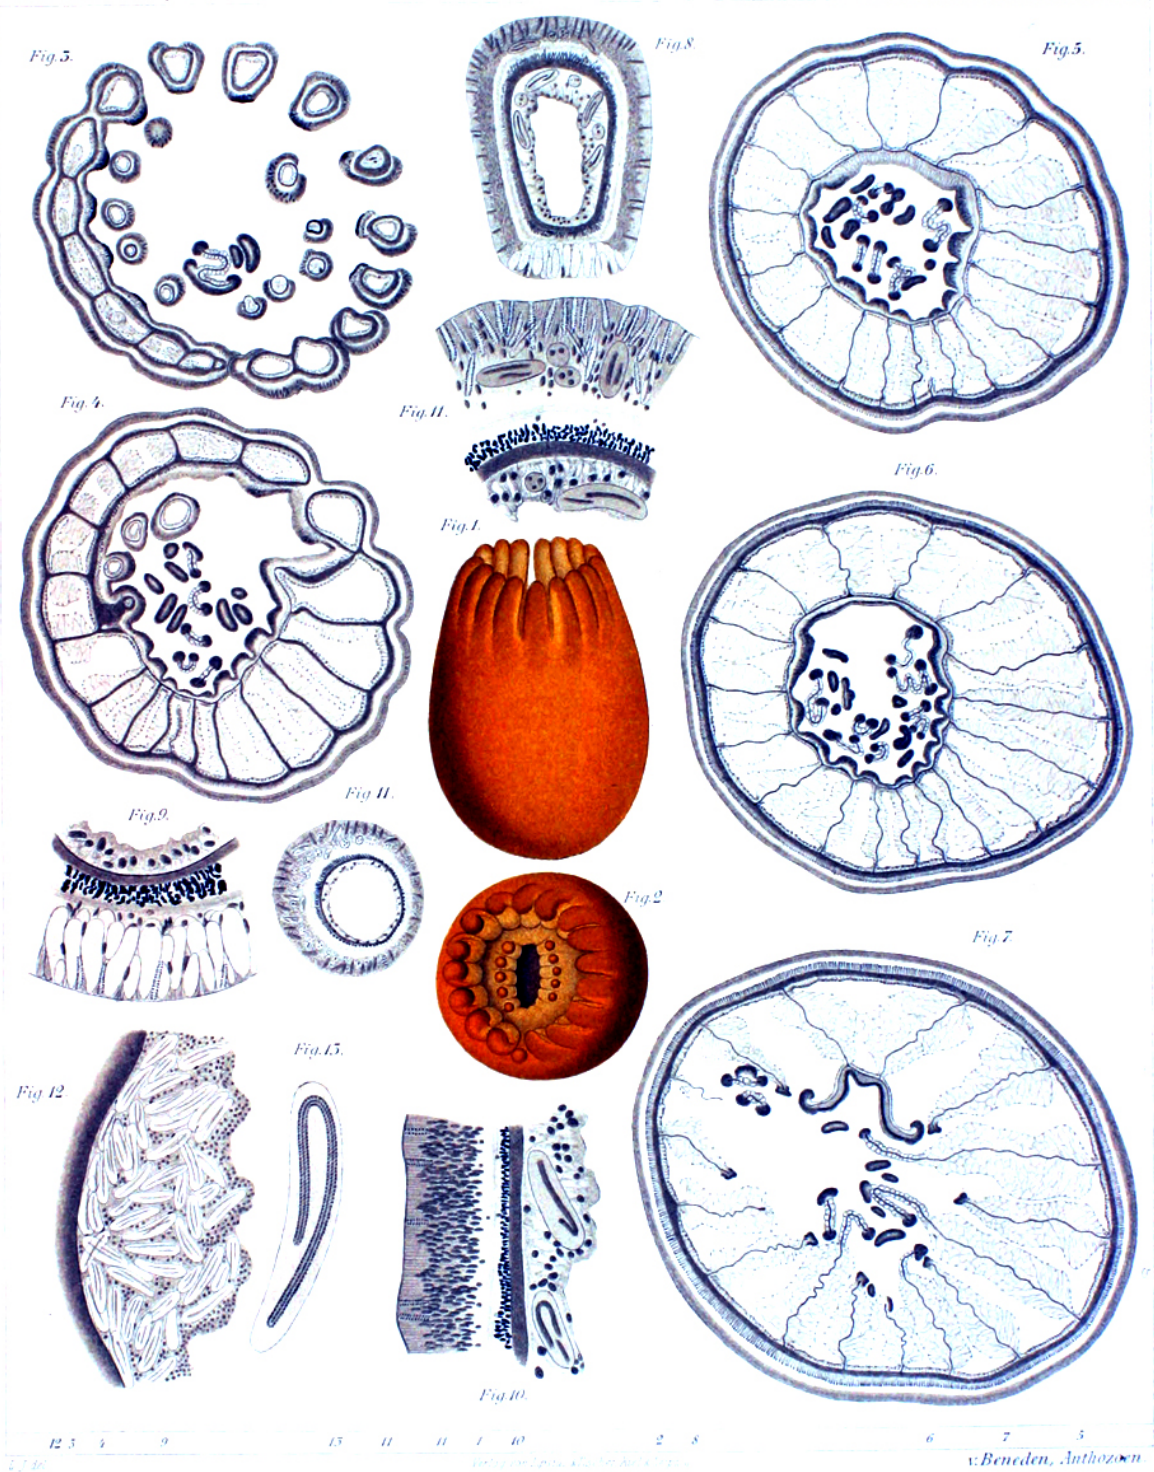 Fig.3.
Fig.8.
Fig.5.
Fig.4.
Fig.11.
Fig.6.
Fig.1.
Fig.11.
Fig.9.
Fig.2
Fig.7.
Fig.13.
Fig.12.
Fig.10.
12 3 4 9 13 11 11 1 10 2 8 6 7 5
v. Beneden, Anthozoen.